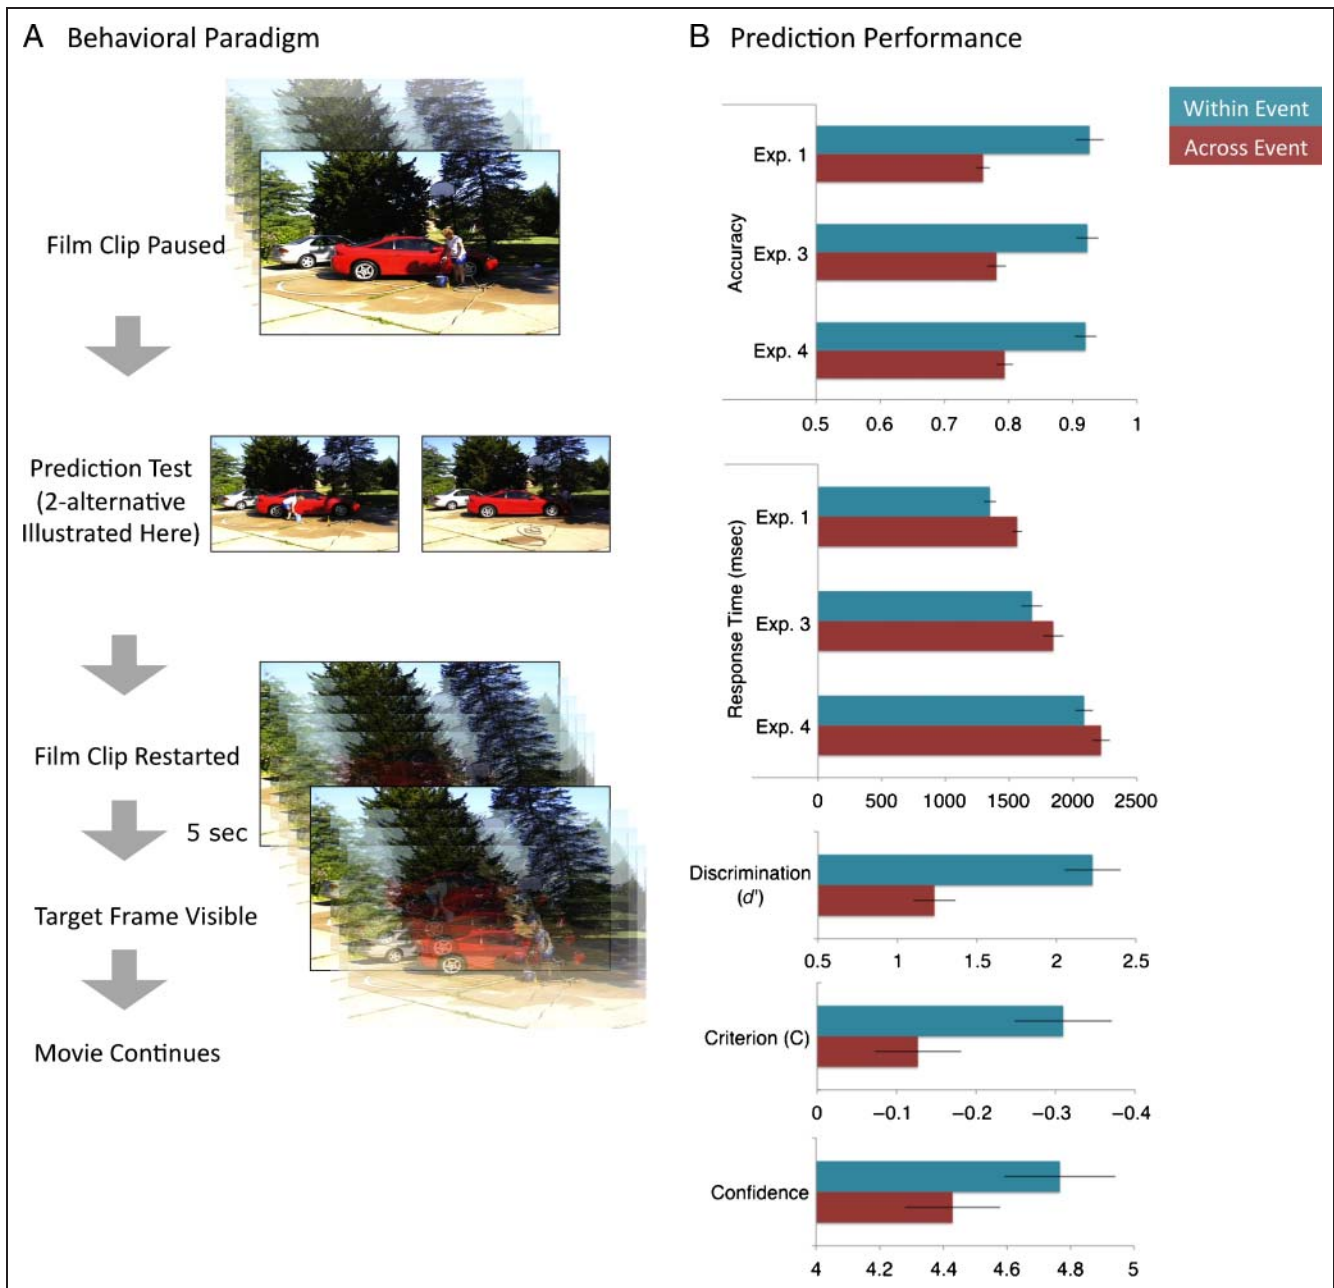 A Behavioral Paradigm
Film Clip Paused
Prediction Test
(2-alternative
Illustrated Here)
Film Clip Restarted
5 sec
Target Frame Visible
Movie Continues
B Prediction Performance
Within Event
Across Event
Accuracy
Exp. 1
Exp. 3
Exp. 4
0.5 0.6 0.7 0.8 0.9 1
Response Time (msec)
Exp. 1
Exp. 3
Exp. 4
0 500 1000 1500 2000 2500
Discrimination
(d')
0.5 1 1.5 2 2.5
Criterion (C)
0 −0.1 −0.2 −0.3 −0.4
Confidence
4 4.2 4.4 4.6 4.8 5